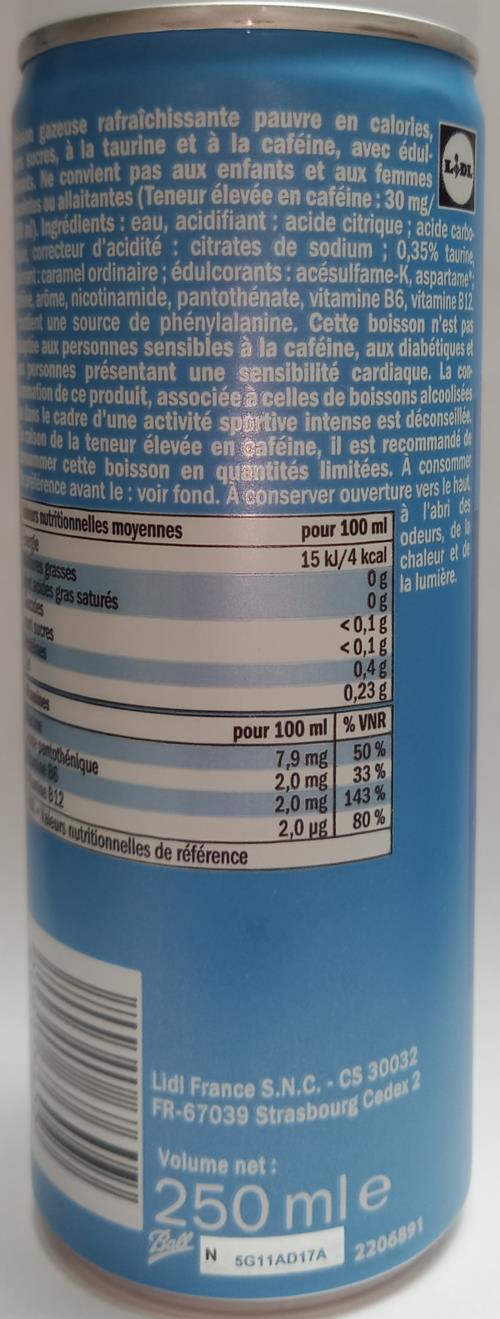 gazeuse rafraîchissante pauvre en calories,
sucres, à la taurine et à la caféine, avec édul-
Ne convient pas aux enfants et aux femmes
ou allaitantes (Teneur élevée en caféine : 30 mg/
Ingrédients : eau, acidifiant : acide citrique ; acide carbo-
correcteur d'acidité : citrates de sodium ; 0,35% taurine,
caramel ordinaire ; édulcorants : acésulfame-K, aspartame*;
arôme, nicotinamide, pantothénate, vitamine B6, vitamine B12.
une source de phénylalanine. Cette boisson n'est pas
aux personnes sensibles à la caféine, aux diabétiques et
personnes présentant une sensibilité cardiaque. La con-
de ce produit, associée à celles de boissons alcoolisées
dans le cadre d'une activité sportive intense est déconseillée.
raison de la teneur élevée en caféine, il est recommandé de
cette boisson en quantités limitées. À consommer
préférence avant le : voir fond. À conserver ouverture vers le haut,
à l'abri des
odeurs, de la
chaleur et de
la lumière.
LIDL
nutritionnelles moyennes pour 100 ml
15 kJ/4 kcal
grasses 0 g
acides gras saturés 0 g
<0,1 g
sucres <0,1 g
0,4 g
0,23 g
pour 100 ml % VNR
7,9 mg 50 %
pantothénique 2,0 mg 33 %
B6 2,0 mg 143 %
B12 2,0 µg 80 %
Valeurs nutritionnelles de référence
Lidl France S.N.C. - CS 30032
FR-67039 Strasbourg Cedex 2
Volume net :
250 ml e
Ball N 5G11AD17A 2206891